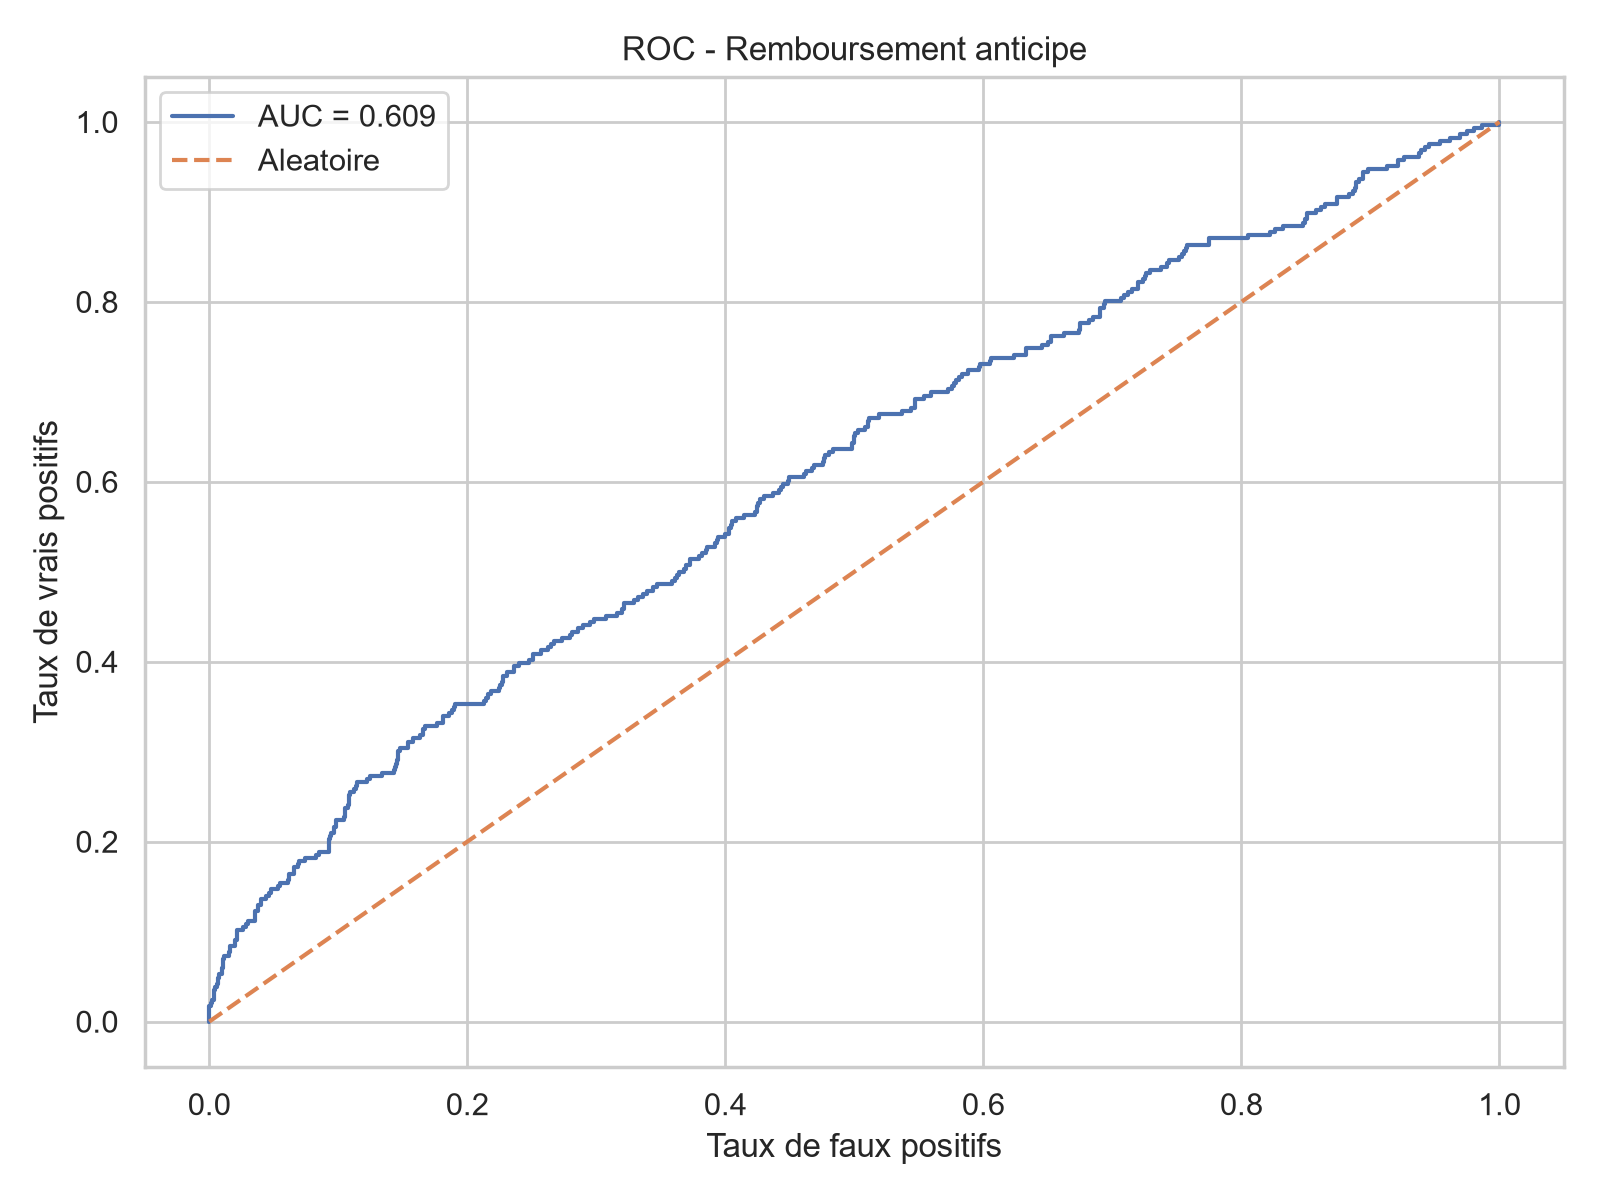 ROC - Remboursement anticipe
AUC = 0.609
Aleatoire
1.0
0.8
0.6
0.4
0.2
0.0
Taux de vrais positifs
0.0 0.2 0.4 0.6 0.8 1.0
Taux de faux positifs